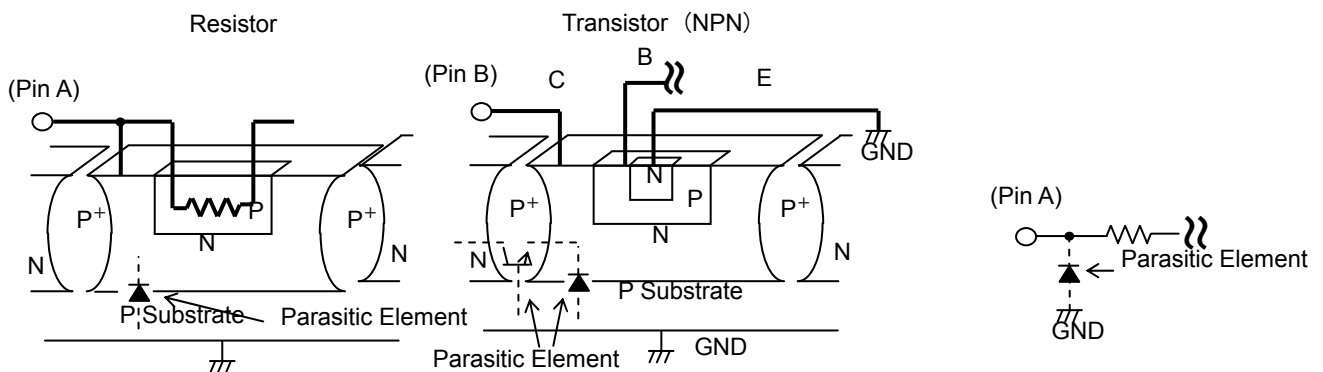 Resistor
(Pin A)
P+
P
P+
N
N
N
P Substrate
Parasitic Element
Transistor（NPN）
B
(Pin B)
C
E
GND
N
P+
P
P+
N
N
N
P Substrate
Parasitic Element
GND
(Pin A)
Parasitic Element
GND